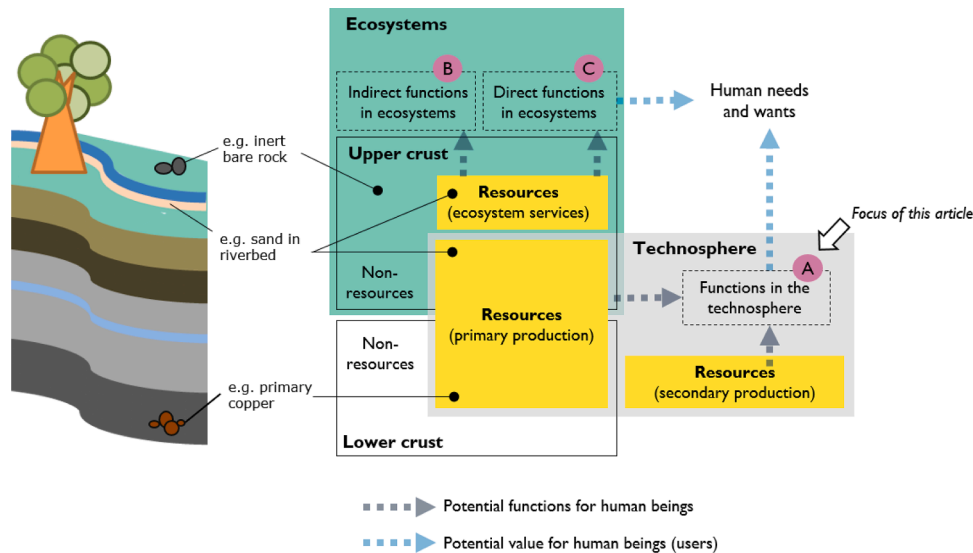 Ecosystems
B
C
Indirect functions
in ecosystems
Direct functions
in ecosystems
Human needs
and wants
e.g. inert
bare rock
Upper crust
Resources
(ecosystem services)
Focus of this article
e.g. sand in
riverbed
Technosphere
A
Non-
resources
Functions in the
technosphere
Resources
(primary production)
Non-
resources
Resources
(secondary production)
e.g. primary
copper
Lower crust
Potential functions for human beings
Potential value for human beings (users)